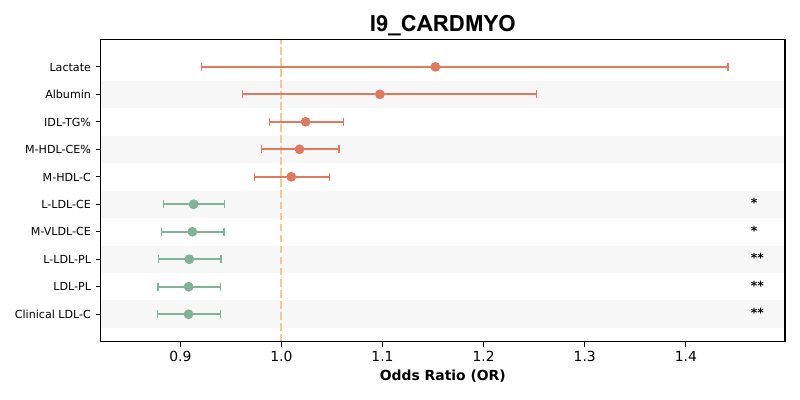 I9_CARDMYO
Lactate
Albumin
IDL-TG%
M-HDL-CE%
M-HDL-C
L-LDL-CE *
M-VLDL-CE *
L-LDL-PL **
LDL-PL **
Clinical LDL-C **
0.9 1.0 1.1 1.2 1.3 1.4
Odds Ratio (OR)